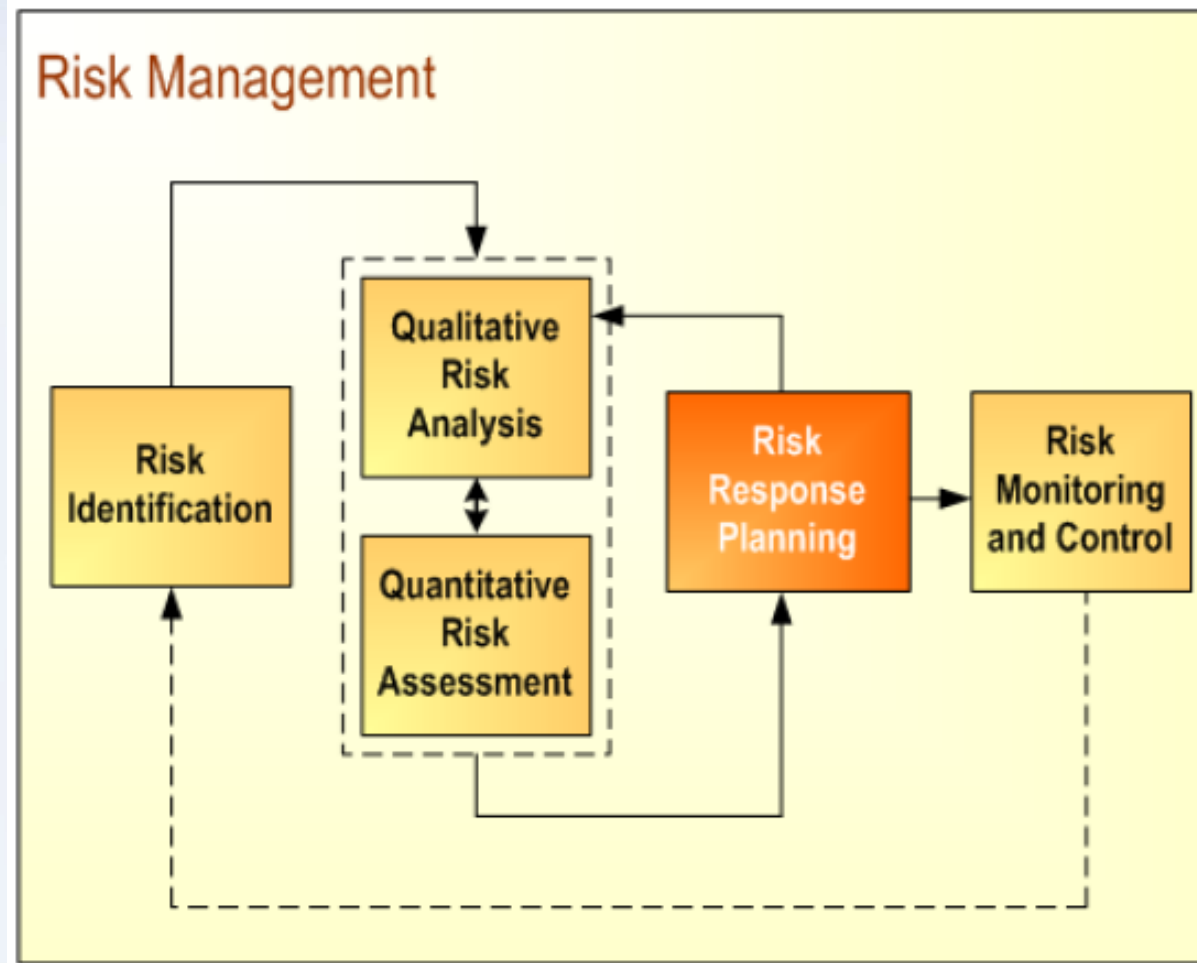 Risk Management
Risk
Identification
Qualitative
Risk
Analysis
Quantitative
Risk
Assessment
Risk
Response
Planning
Risk
Monitoring
and Control